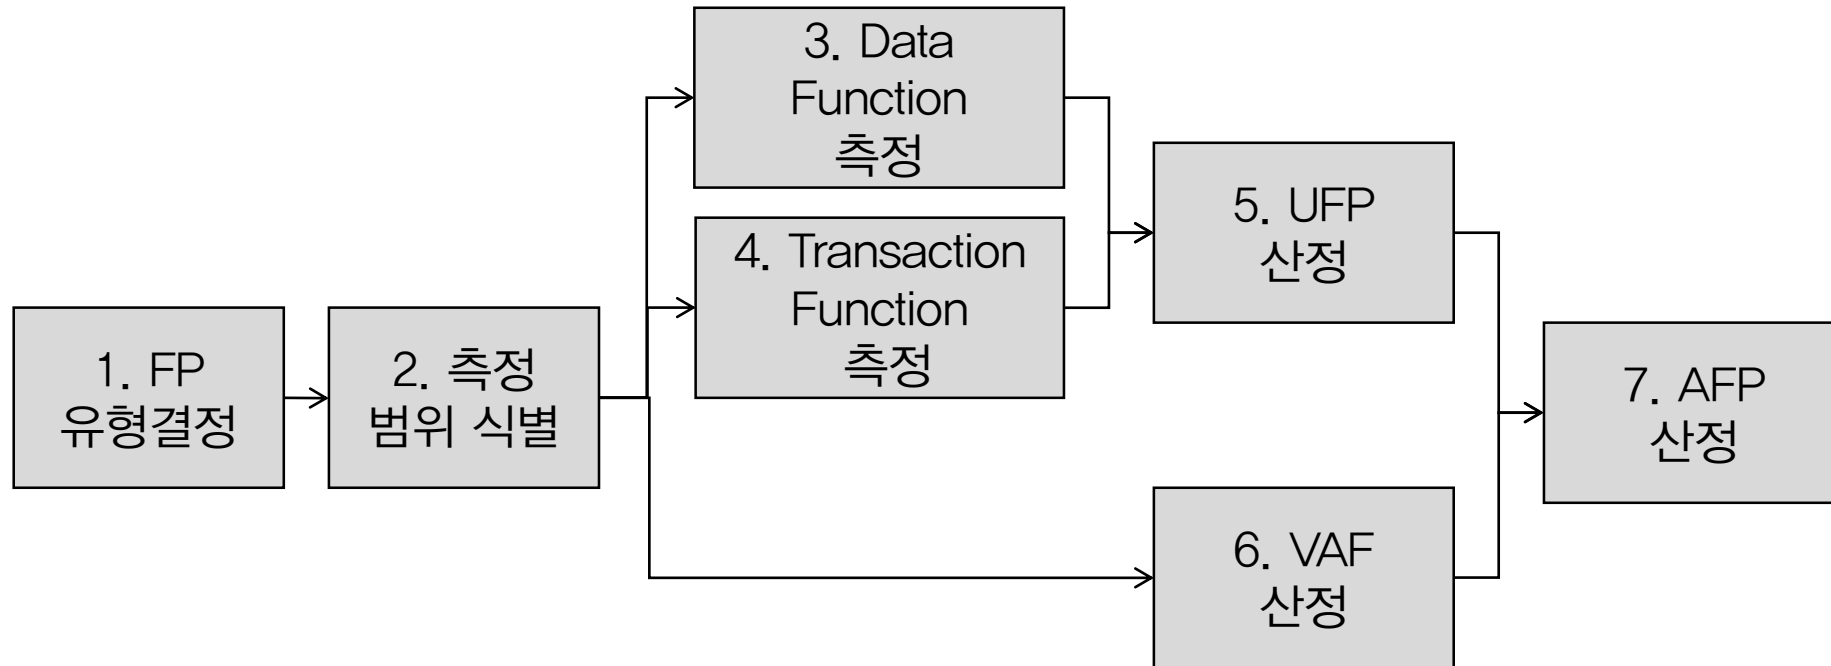 1. FP
유형결정
2. 측정
범위 식별
3. Data
Function
측정
4. Transaction
Function
측정
5. UFP
산정
6. VAF
산정
7. AFP
산정